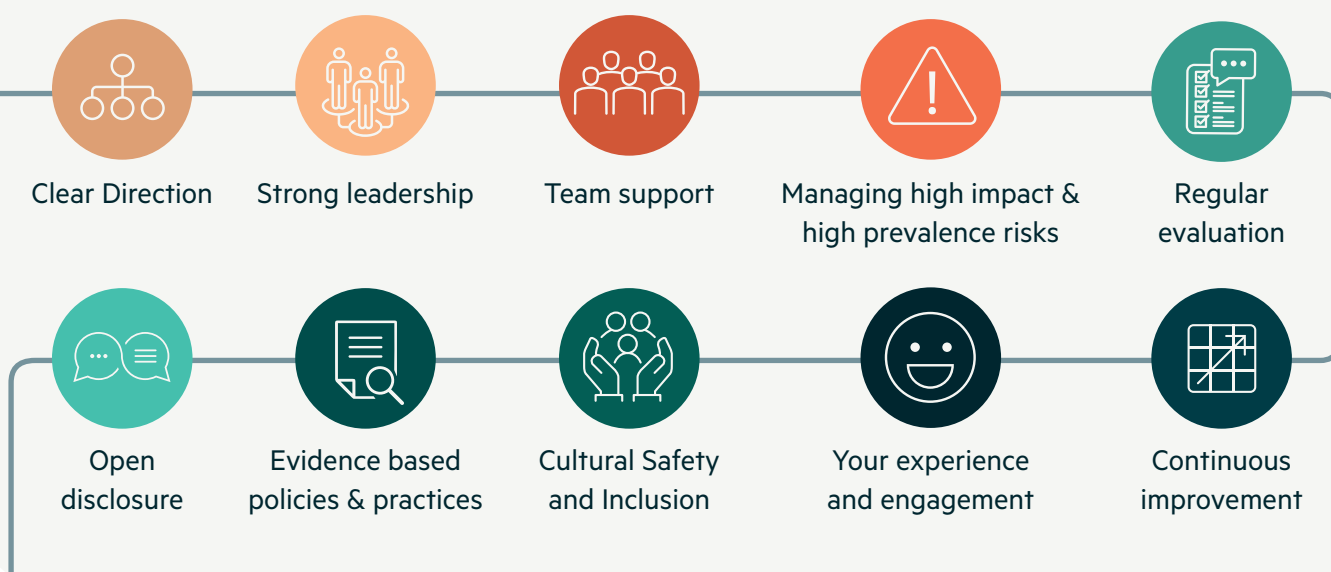 Clear Direction
Strong leadership
Team support
Managing high impact &
high prevalence risks
Regular
evaluation
Open
disclosure
Evidence based
policies & practices
Cultural Safety
and Inclusion
Your experience
and engagement
Continuous
improvement